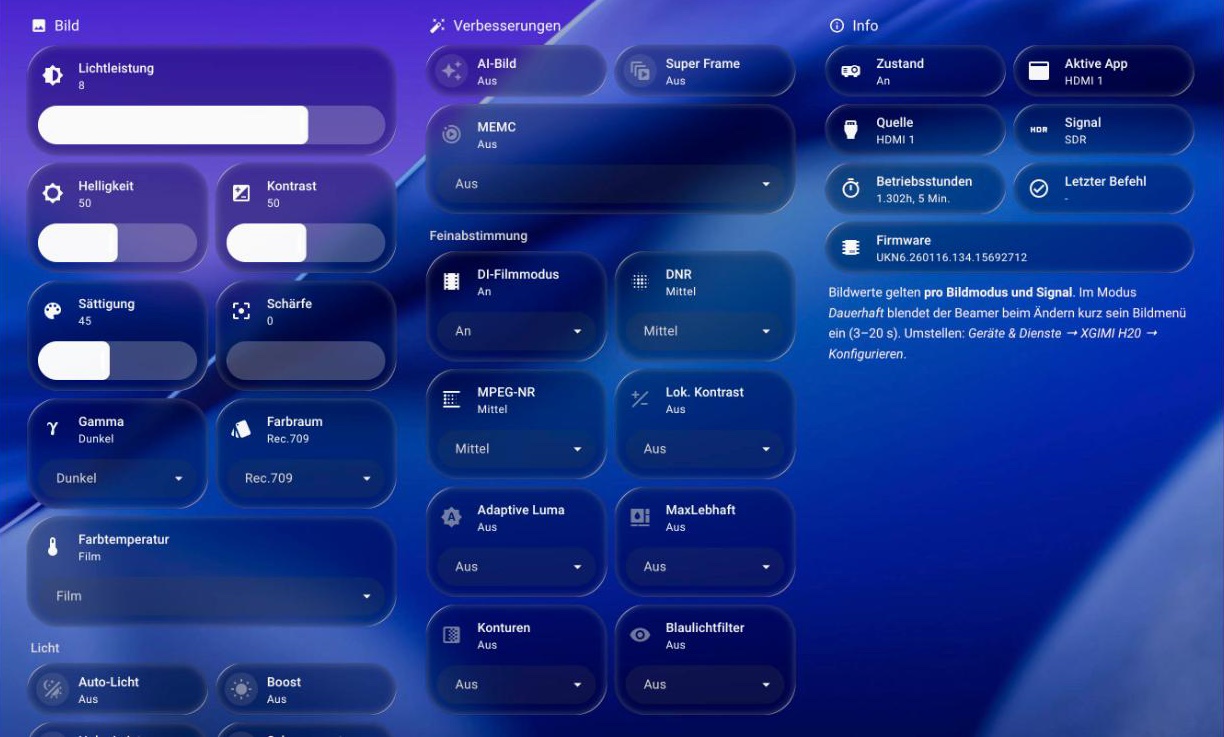 Bild
Lichtleistung
8
Helligkeit
50
Kontrast
50
Sättigung
45
Schärfe
0
Gamma
Dunkel
Dunkel
Farbraum
Rec.709
Rec.709
Farbtemperatur
Film
Film
Licht
Auto-Licht
Aus
Boost
Aus
Verbesserungen
AI-Bild
Aus
Super Frame
Aus
MEMC
Aus
Aus
Feinabstimmung
DI-Filmmodus
An
An
DNR
Mittel
Mittel
MPEG-NR
Mittel
Mittel
Lok. Kontrast
Aus
Aus
Adaptive Luma
Aus
Aus
MaxLebhaft
Aus
Aus
Konturen
Aus
Aus
Blaulichtfilter
Aus
Aus
Info
Zustand
An
Aktive App
HDMI 1
Quelle
HDMI 1
HDR
Signal
SDR
Betriebsstunden
1.302h, 5 Min.
Letzter Befehl
-
Firmware
UKN6.260116.134.15692712
Bildwerte gelten pro Bildmodus und Signal. Im Modus
Dauerhaft blendet der Beamer beim Ändern kurz sein Bildmenü
ein (3–20 s). Umstellen: Geräte & Dienste → XGIMI H20 →
Konfigurieren.